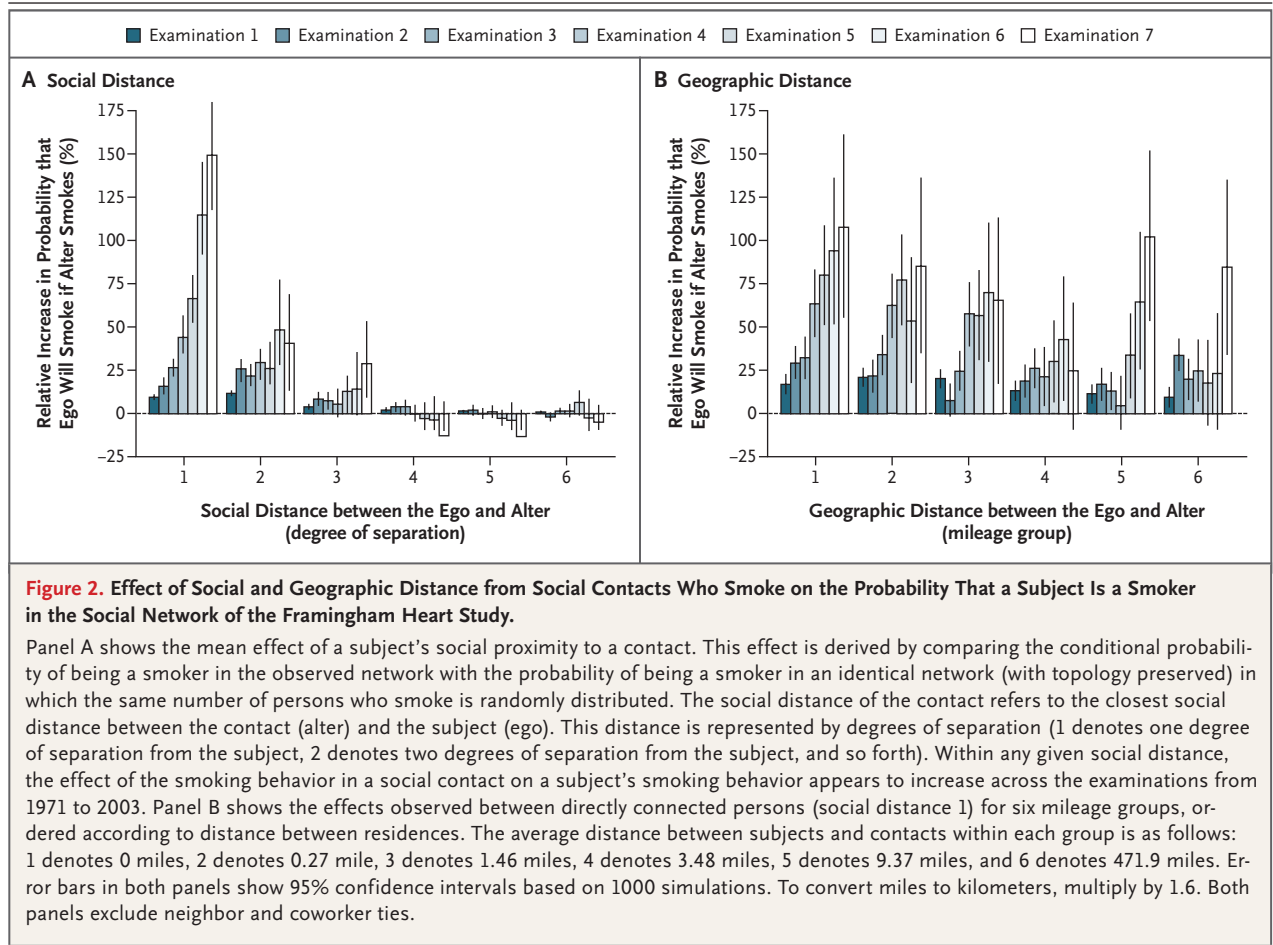 Examination 1 Examination 2 Examination 3 Examination 4 Examination 5 Examination 6 Examination 7
A Social Distance
Relative Increase in Probability that
Ego Will Smoke if Alter Smokes (%)
175
150
125
100
75
50
25
0
−25
1 2 3 4 5 6
Social Distance between the Ego and Alter
(degree of separation)
B Geographic Distance
Relative Increase in Probability that
Ego Will Smoke if Alter Smokes (%)
175
150
125
100
75
50
25
0
−25
1 2 3 4 5 6
Geographic Distance between the Ego and Alter
(mileage group)
Figure 2. Effect of Social and Geographic Distance from Social Contacts Who Smoke on the Probability That a Subject Is a Smoker
in the Social Network of the Framingham Heart Study.
Panel A shows the mean effect of a subject's social proximity to a contact. This effect is derived by comparing the conditional probabili-
ty of being a smoker in the observed network with the probability of being a smoker in an identical network (with topology preserved) in
which the same number of persons who smoke is randomly distributed. The social distance of the contact refers to the closest social
distance between the contact (alter) and the subject (ego). This distance is represented by degrees of separation (1 denotes one degree
of separation from the subject, 2 denotes two degrees of separation from the subject, and so forth). Within any given social distance,
the effect of the smoking behavior in a social contact on a subject's smoking behavior appears to increase across the examinations from
1971 to 2003. Panel B shows the effects observed between directly connected persons (social distance 1) for six mileage groups, or-
dered according to distance between residences. The average distance between subjects and contacts within each group is as follows:
1 denotes 0 miles, 2 denotes 0.27 mile, 3 denotes 1.46 miles, 4 denotes 3.48 miles, 5 denotes 9.37 miles, and 6 denotes 471.9 miles. Er-
ror bars in both panels show 95% confidence intervals based on 1000 simulations. To convert miles to kilometers, multiply by 1.6. Both
panels exclude neighbor and coworker ties.